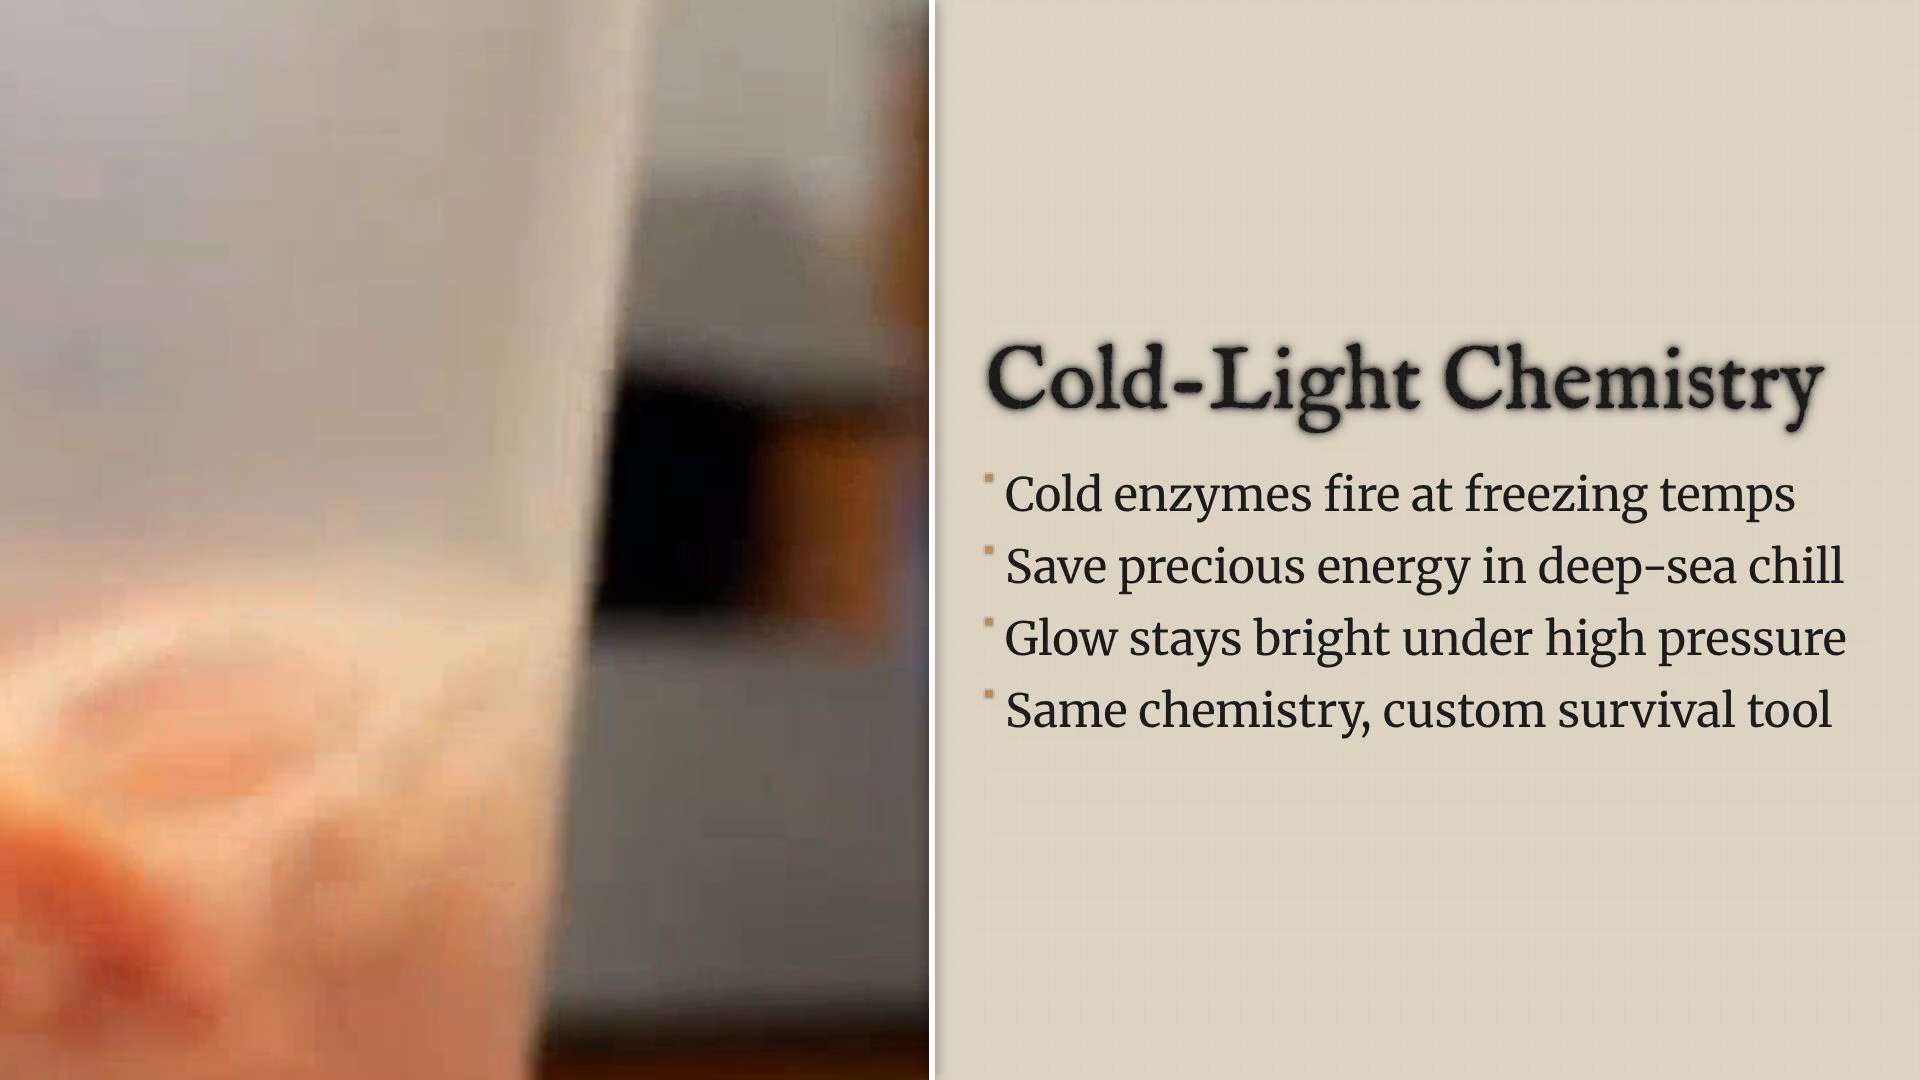 Cold-Light Chemistry
Cold enzymes fire at freezing temps
Save precious energy in deep-sea chill
Glow stays bright under high pressure
Same chemistry, custom survival tool